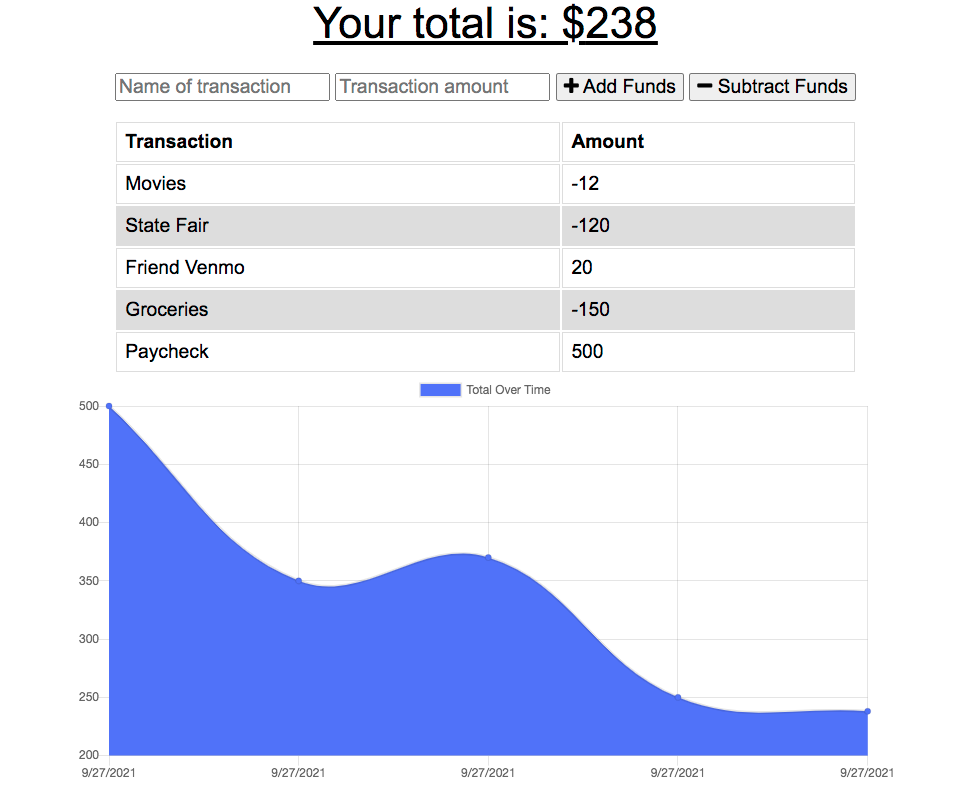 Your total is: $238
Name of transaction Transaction amount + Add Funds − Subtract Funds
Transaction Amount
Movies -12
State Fair -120
Friend Venmo 20
Groceries -150
Paycheck 500
Total Over Time
500
450
400
350
300
250
200
9/27/2021 9/27/2021 9/27/2021 9/27/2021 9/27/2021